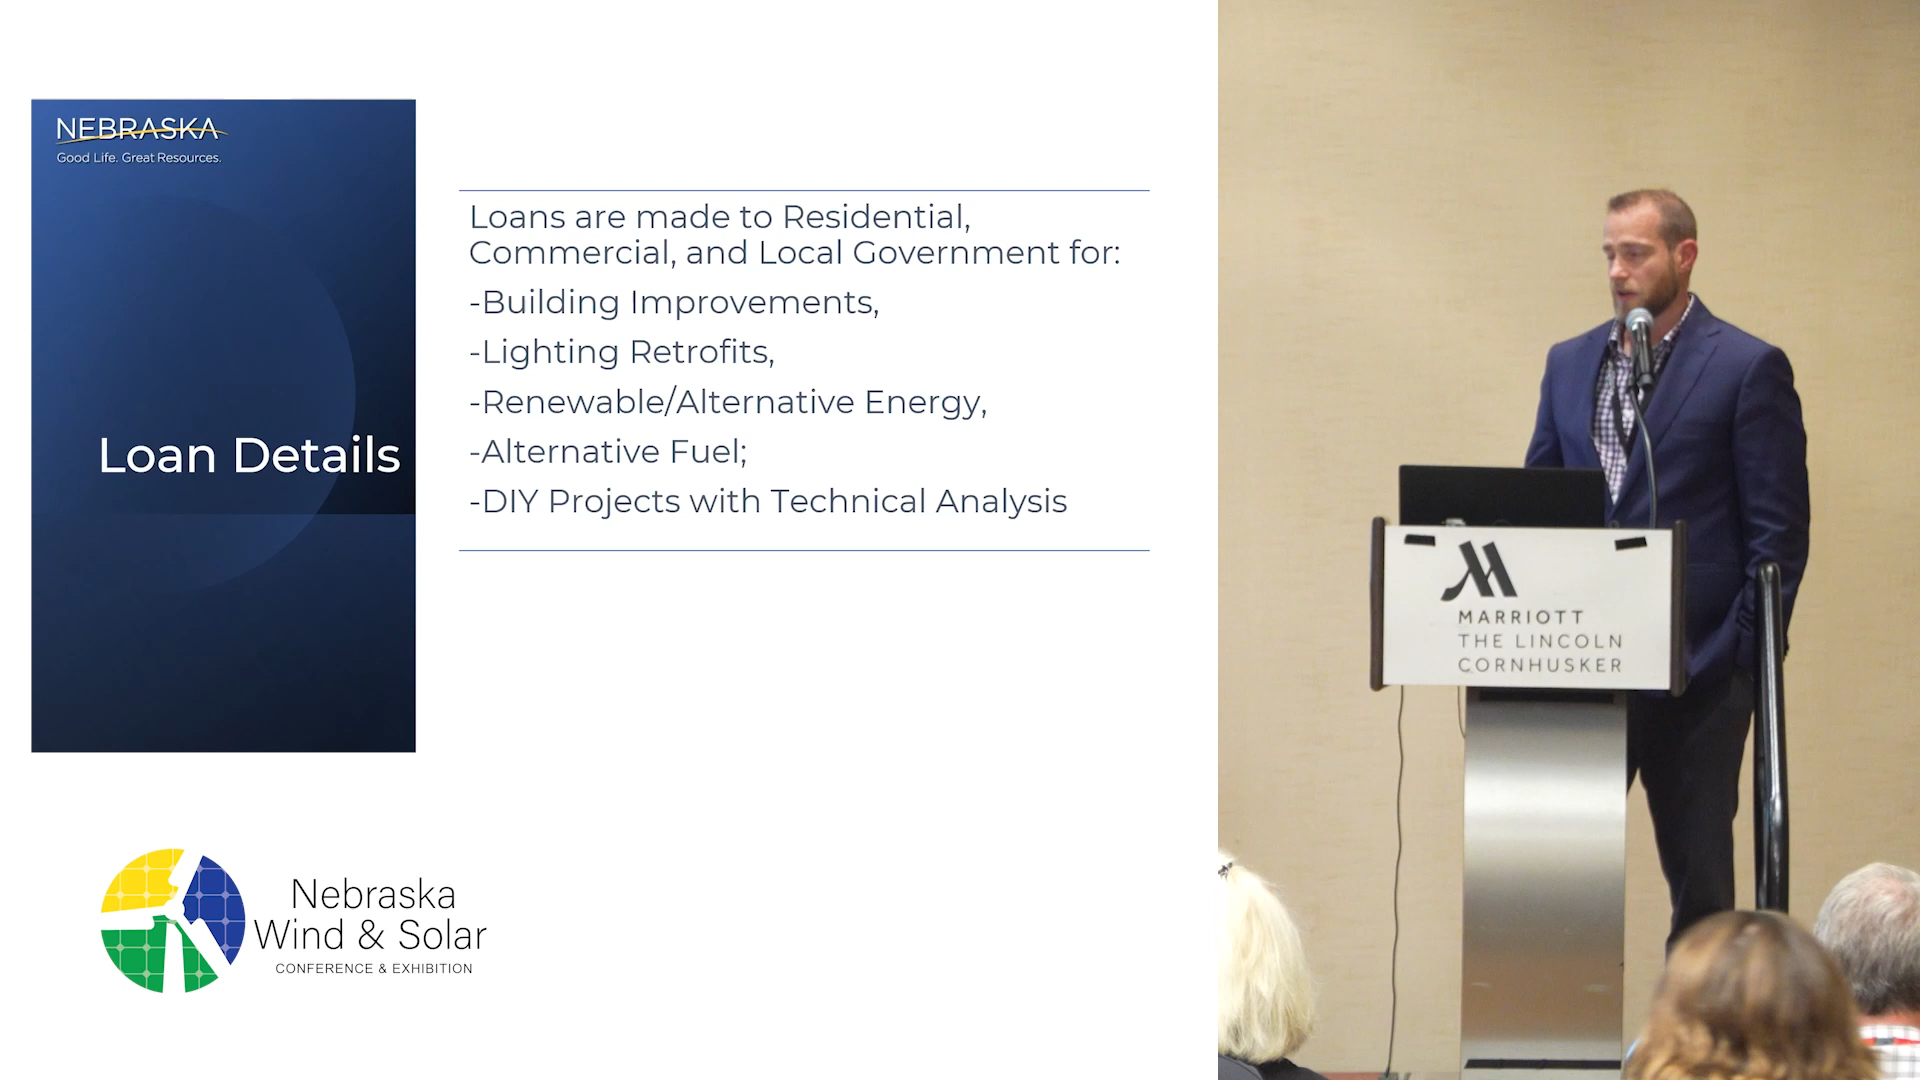 NEBRASKA
Good Life. Great Resources.
Loan Details
Loans are made to Residential,
Commercial, and Local Government for:
-Building Improvements,
-Lighting Retrofits,
-Renewable/Alternative Energy,
-Alternative Fuel;
-DIY Projects with Technical Analysis
Nebraska
Wind & Solar
CONFERENCE & EXHIBITION
MARRIOTT
THE LINCOLN
CORNHUSKER